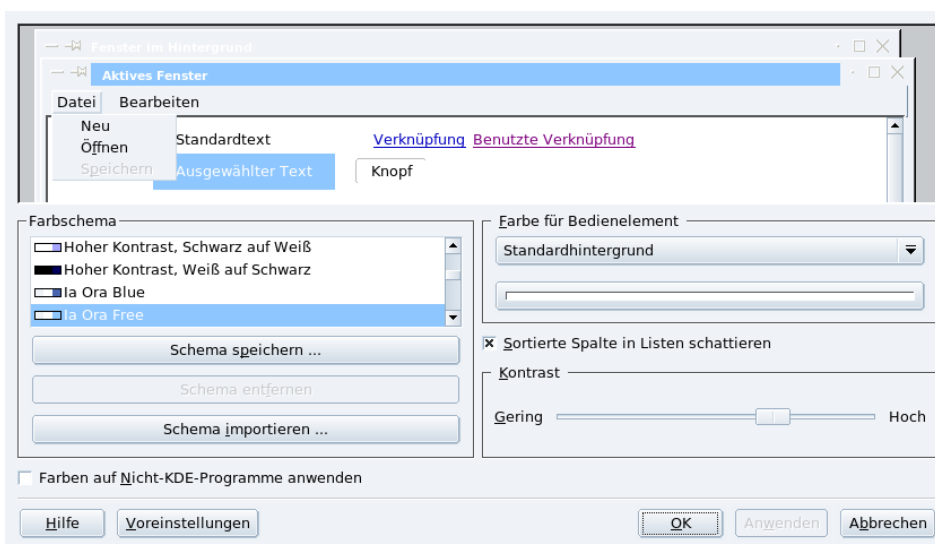 Fenster im Hintergrund
Aktives Fenster
Datei Bearbeiten
Neu
Öffnen
Speichern
Standardtext Verknüpfung Benutzte Verknüpfung
Ausgewählter Text Knopf
Farbschema
Hoher Kontrast, Schwarz auf Weiß
Hoher Kontrast, Weiß auf Schwarz
Ia Ora Blue
Ia Ora Free
Schema speichern ...
Schema entfernen
Schema importieren ...
Farbe für Bedienelement
Standardhintergrund
Sortierte Spalte in Listen schattieren
Kontrast
Gering Hoch
Farben auf Nicht-KDE-Programme anwenden
Hilfe Voreinstellungen OK Anwenden Abbrechen